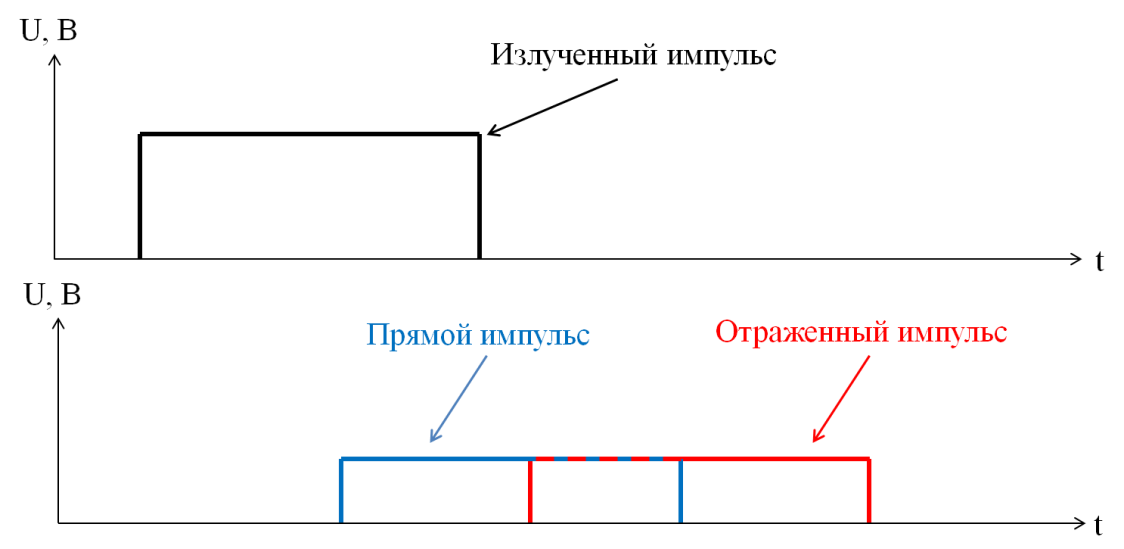 U, В
Излученный импульс
t
U, В
Прямой импульс
Отраженный импульс
t